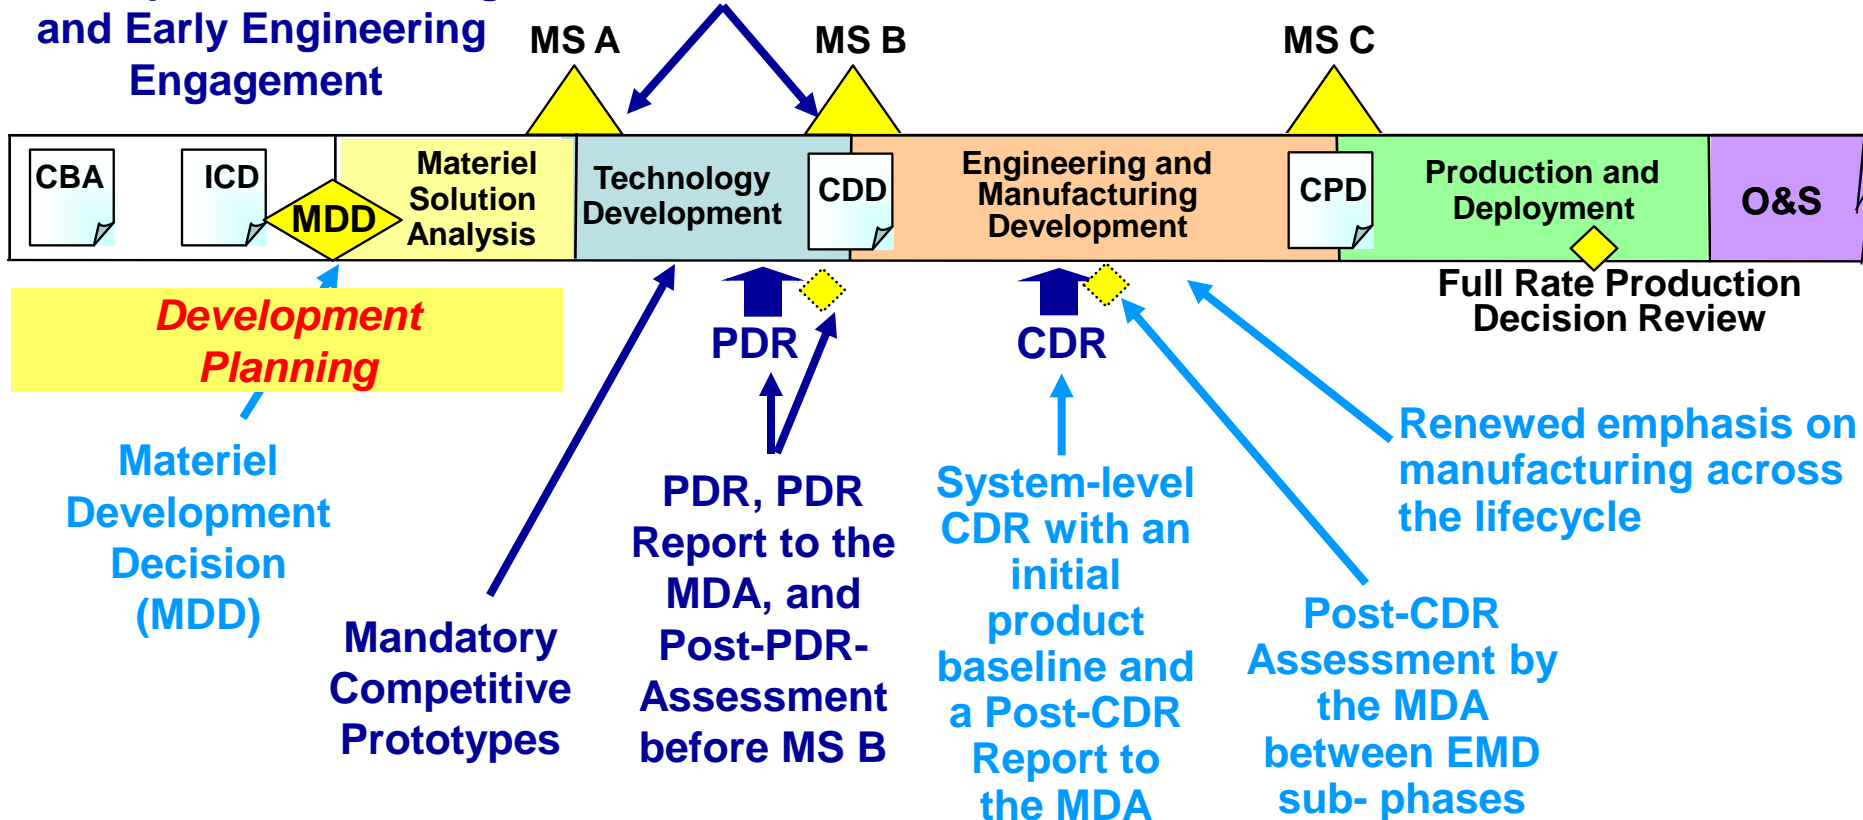 and Early Engineering
Engagement
MS A
MS B
MS C
CBA
ICD
MDD
Materiel
Solution
Analysis
Technology
Development
CDD
Engineering and
Manufacturing
Development
CPD
Production and
Deployment
O&S
Full Rate Production
Decision Review
Development
Planning
PDR
CDR
Materiel
Development
Decision
(MDD)
Mandatory
Competitive
Prototypes
PDR, PDR
Report to the
MDA, and
Post-PDR-
Assessment
before MS B
System-level
CDR with an
initial
product
baseline and
a Post-CDR
Report to
the MDA
Post-CDR
Assessment by
the MDA
between EMD
sub- phases
Renewed emphasis on
manufacturing across
the lifecycle